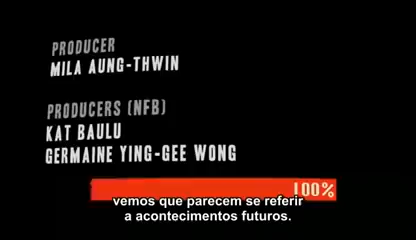 PRODUCER
MILA AUNG-THWIN
PRODUCERS (NFB)
KAT BAULU
GERMAINE YING-GEE WONG
100%
vemos que parecem se referir
a acontecimentos futuros.